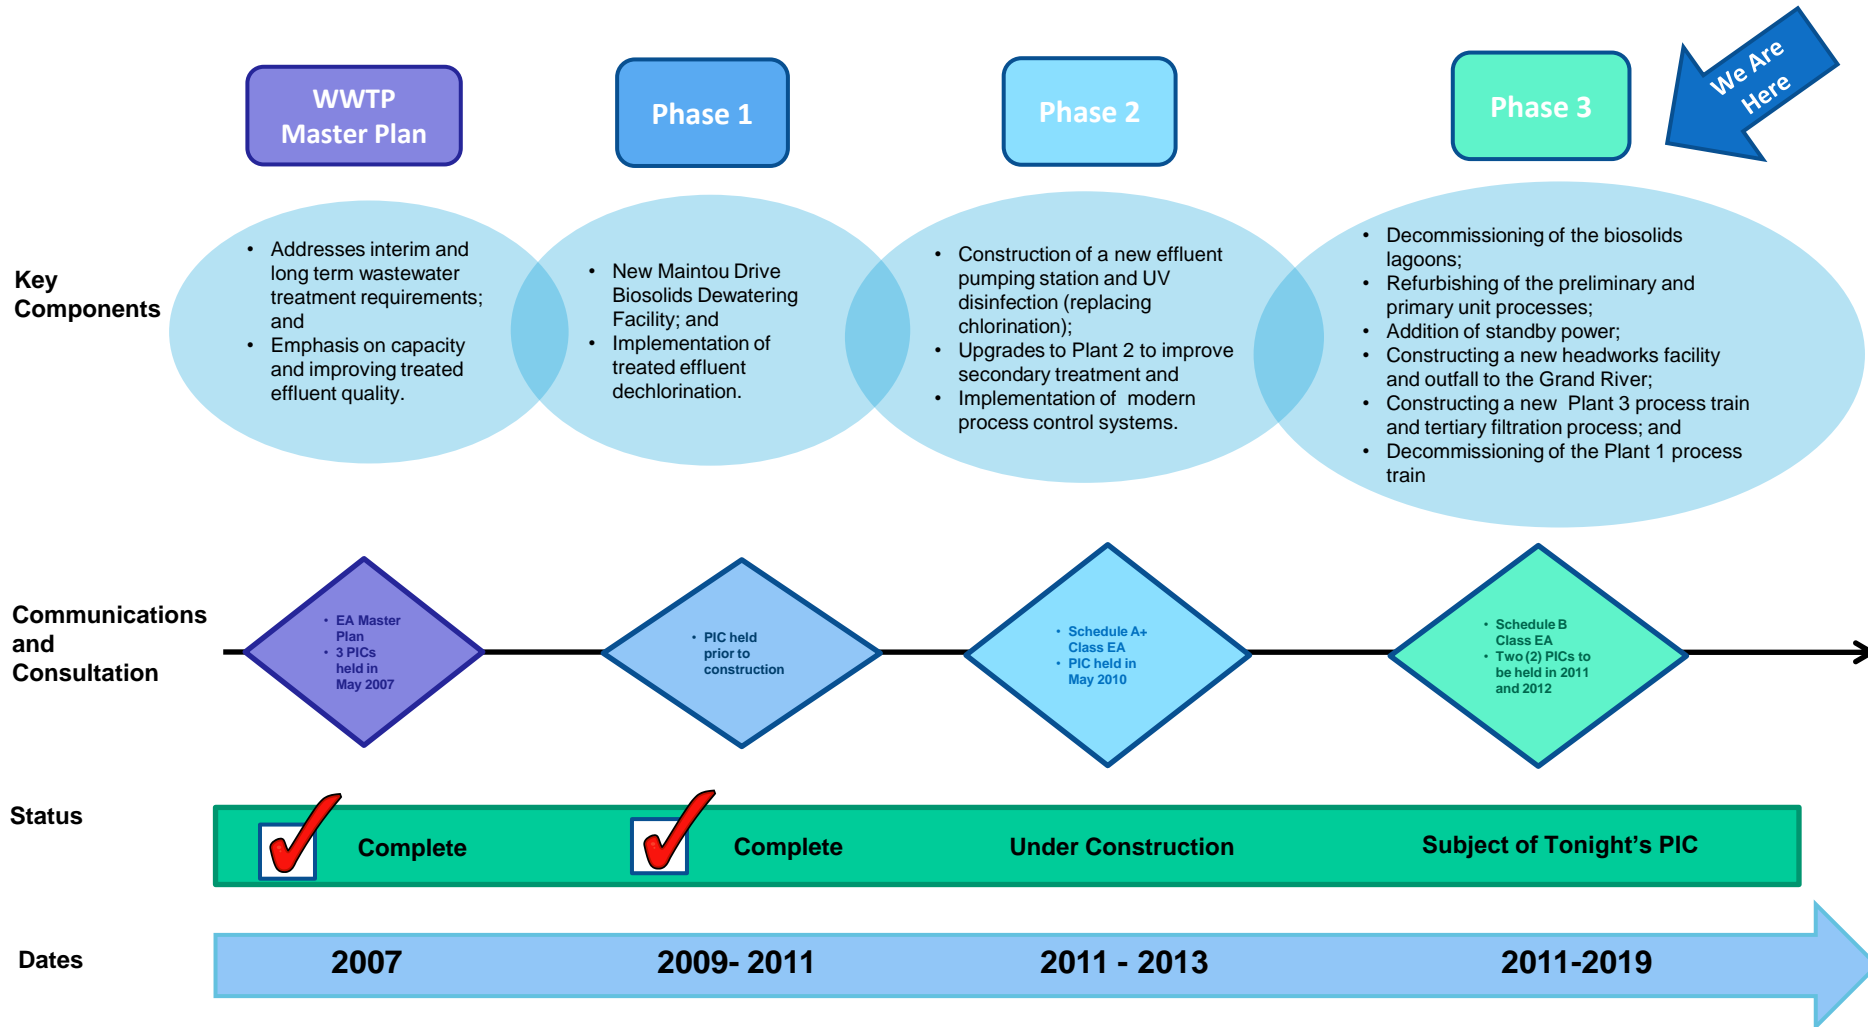 WWTP
Master Plan
Phase 1
Phase 2
Phase 3
We Are
Here
Key
Components
• Addresses interim and
long term wastewater
treatment requirements;
and
• Emphasis on capacity
and improving treated
effluent quality.
• New Maintou Drive
Biosolids Dewatering
Facility; and
• Implementation of
treated effluent
dechlorination.
• Construction of a new effluent
pumping station and UV
disinfection (replacing
chlorination);
• Upgrades to Plant 2 to improve
secondary treatment and
• Implementation of modern
process control systems.
• Decommissioning of the biosolids
lagoons;
• Refurbishing of the preliminary and
primary unit processes;
• Addition of standby power;
• Constructing a new headworks facility
and outfall to the Grand River;
• Constructing a new Plant 3 process train
and tertiary filtration process; and
• Decommissioning of the Plant 1 process
train
Communications
and
Consultation
• EA Master
Plan
• 3 PICs
held in
May 2007
• PIC held
prior to
construction
• Schedule A+
Class EA
• PIC held in
May 2010
• Schedule B
Class EA
• Two (2) PICs to
be held in 2011
and 2012
Status
Complete
Complete
Under Construction
Subject of Tonight's PIC
Dates
2007
2009- 2011
2011 - 2013
2011-2019